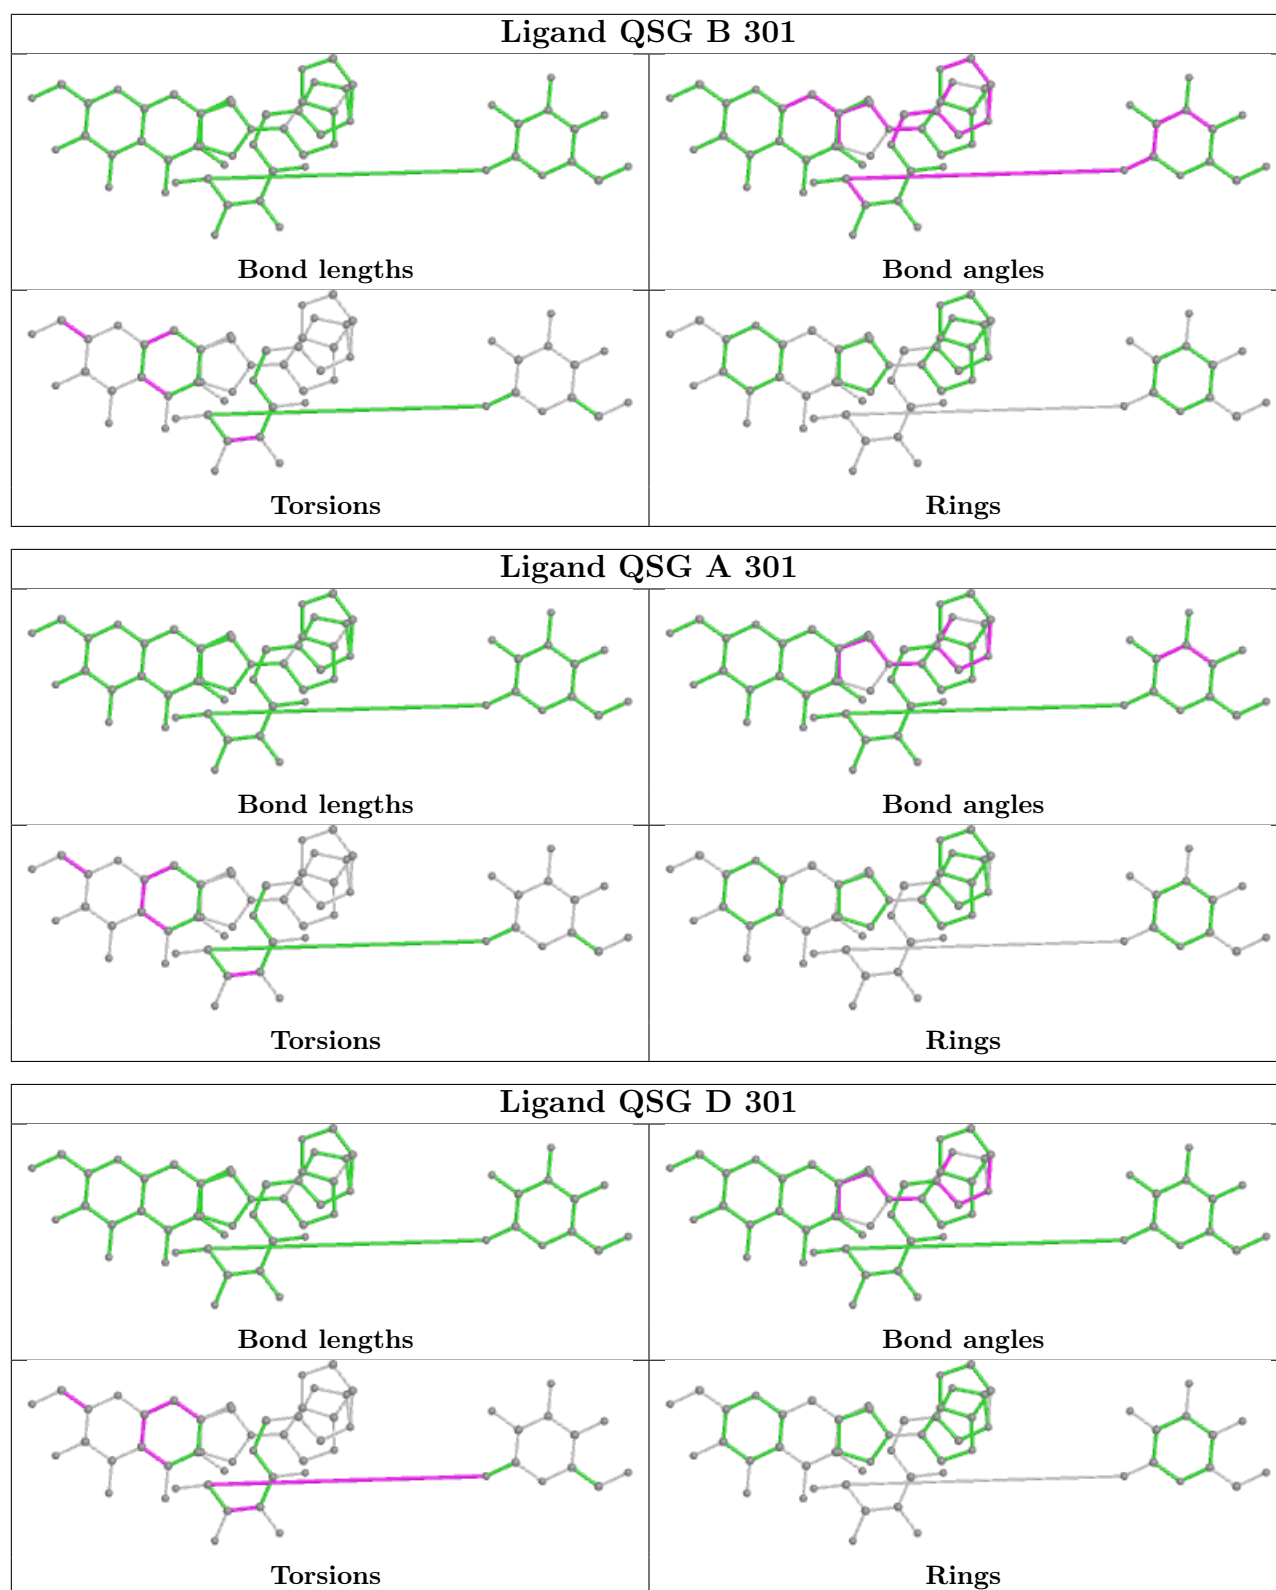 Ligand QSG B 301
Bond lengths
Bond angles
Torsions
Rings
Ligand QSG A 301
Bond lengths
Bond angles
Torsions
Rings
Ligand QSG D 301
Bond lengths
Bond angles
Torsions
Rings